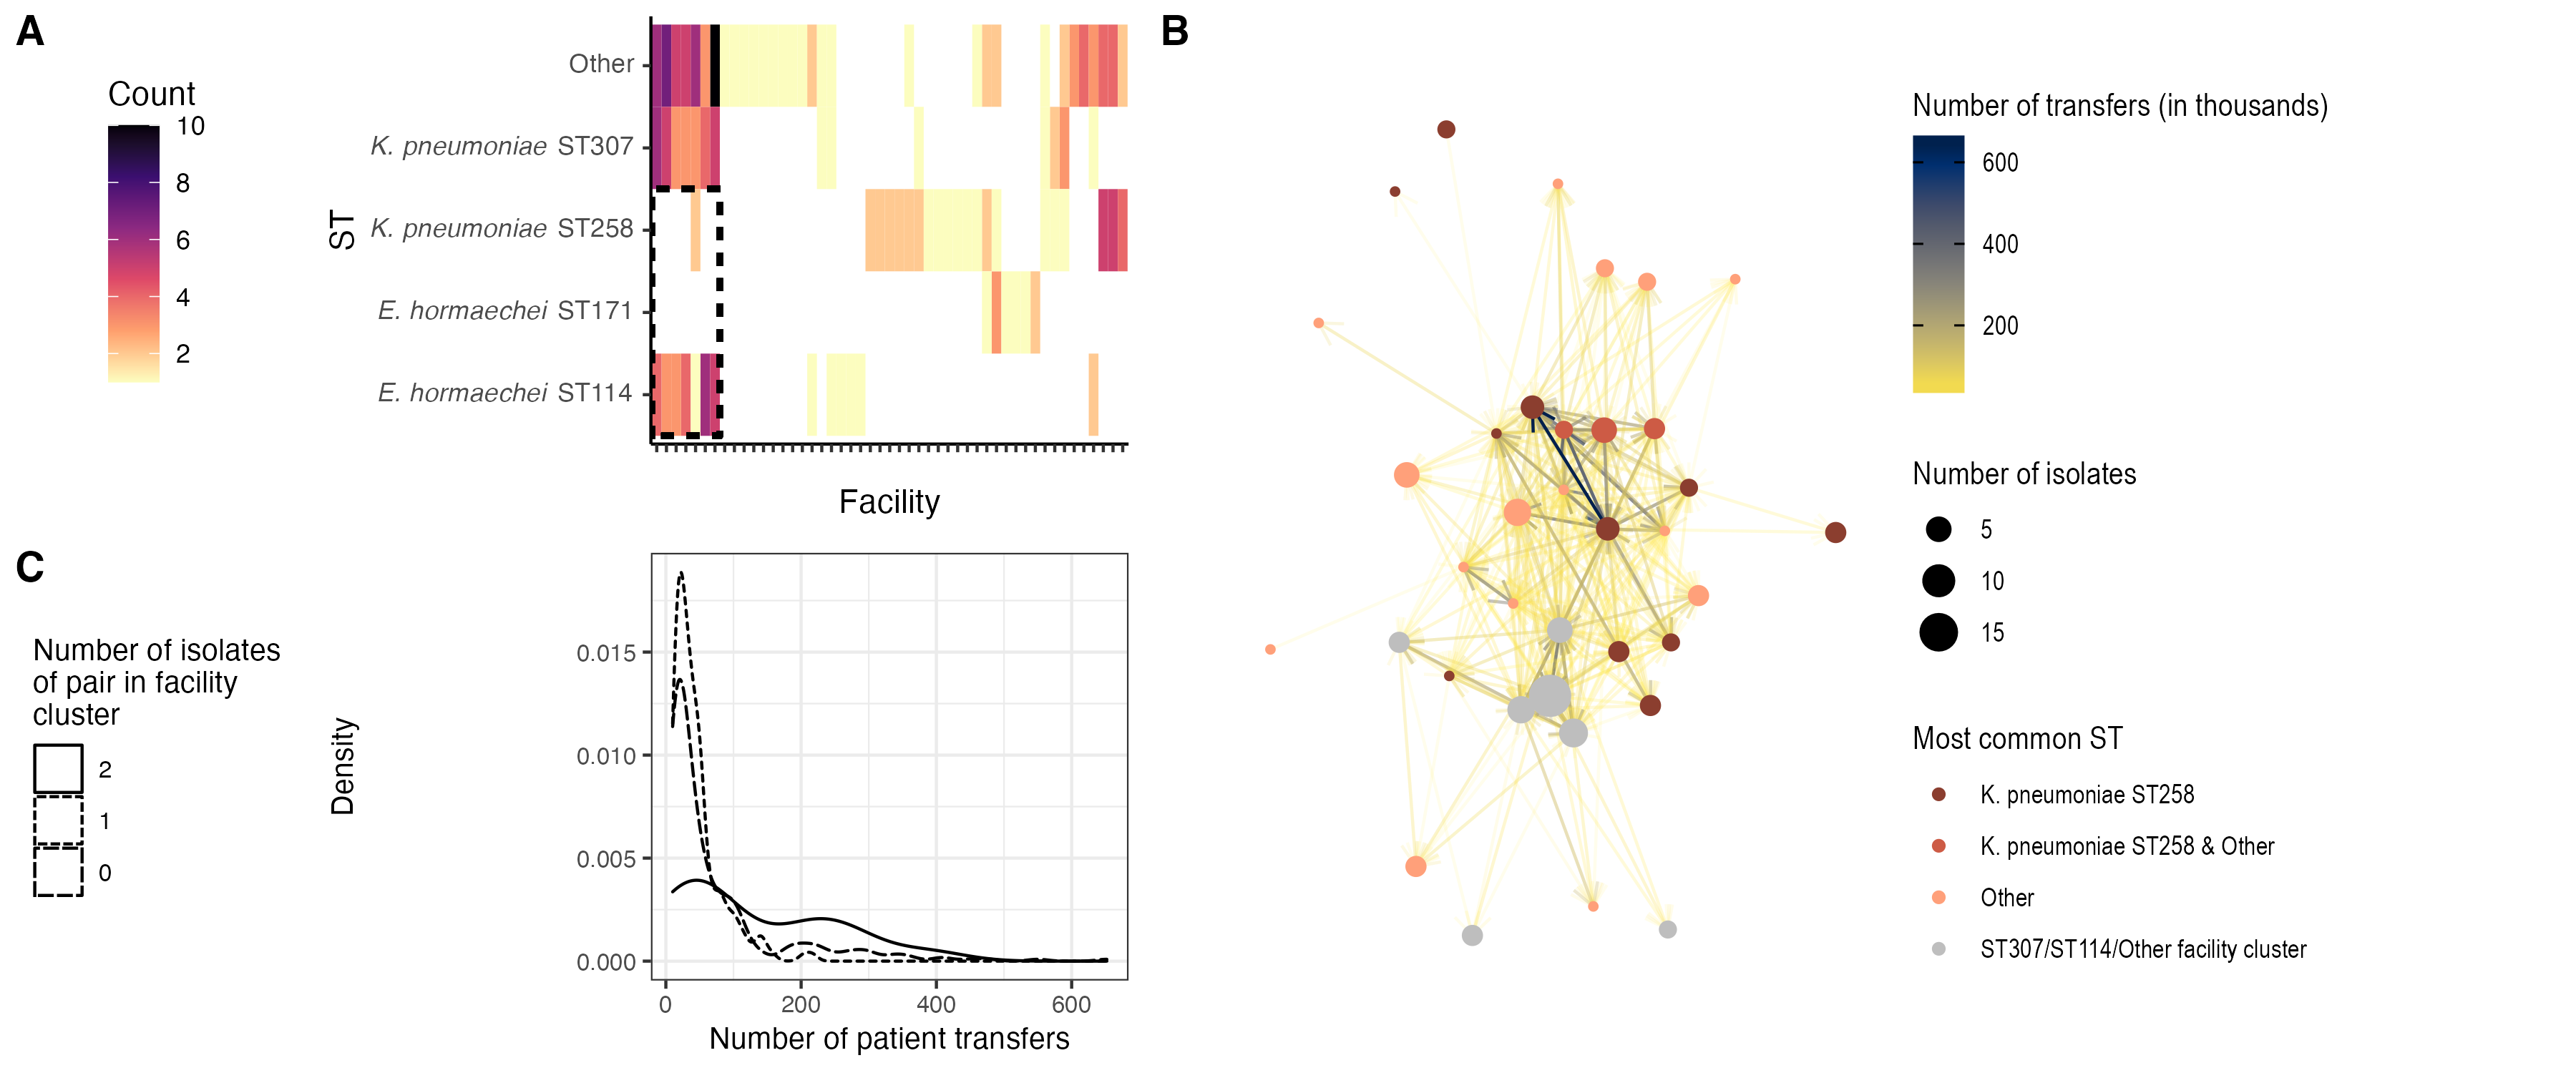 A
Count
10
8
6
4
2
ST
Other
K. pneumoniae ST307
K. pneumoniae ST258
E. hormaechei ST171
E. hormaechei ST114
Facility
B
Number of transfers (in thousands)
600
400
200
Number of isolates
5
10
15
Most common ST
K. pneumoniae ST258
K. pneumoniae ST258 & Other
Other
ST307/ST114/Other facility cluster
C
Number of isolates
of pair in facility
cluster
2
1
0
Density
0.015
0.010
0.005
0.000
0
200
400
600
Number of patient transfers